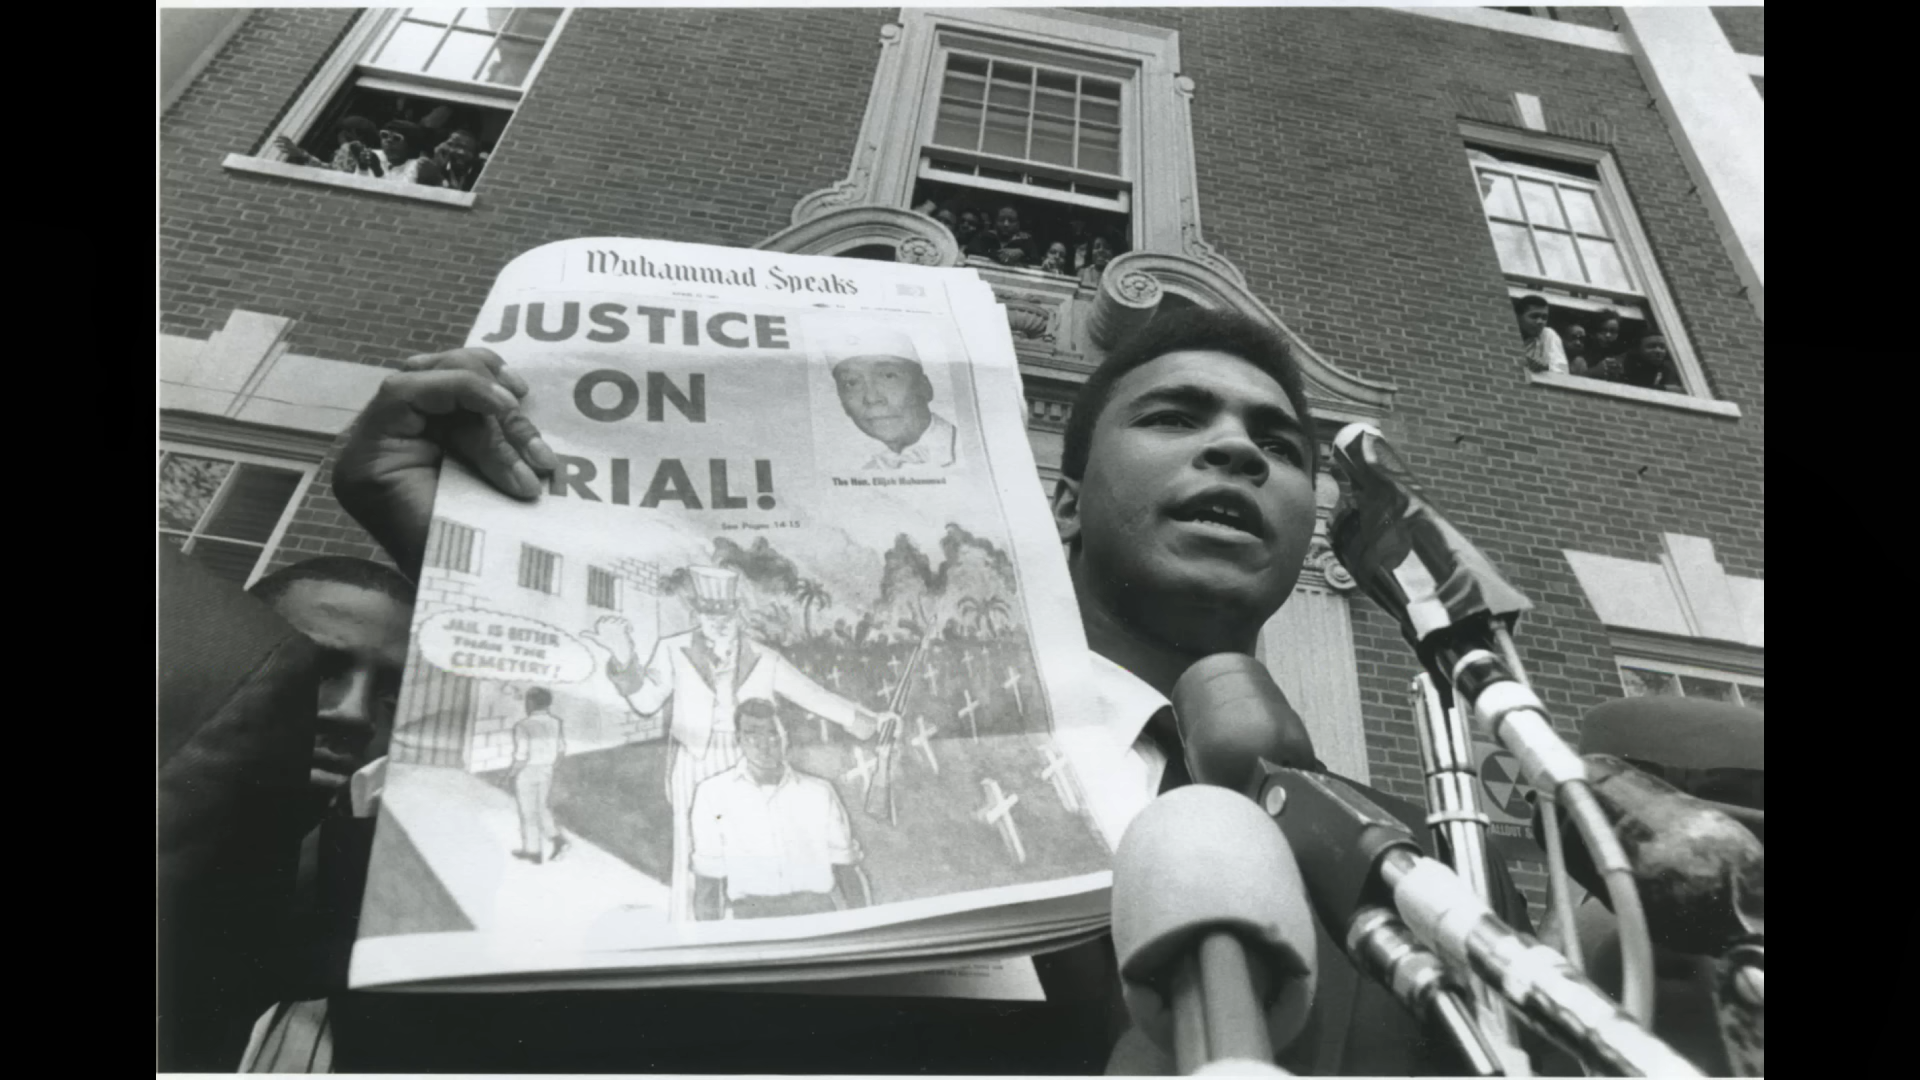 Muhammad Speaks
JUSTICE
ON
RIAL!
The Hon. Elijah Muhammad
See Pages 14-15
JAIL IS BETTER
THAN THE
CEMETERY!
ALLOUT